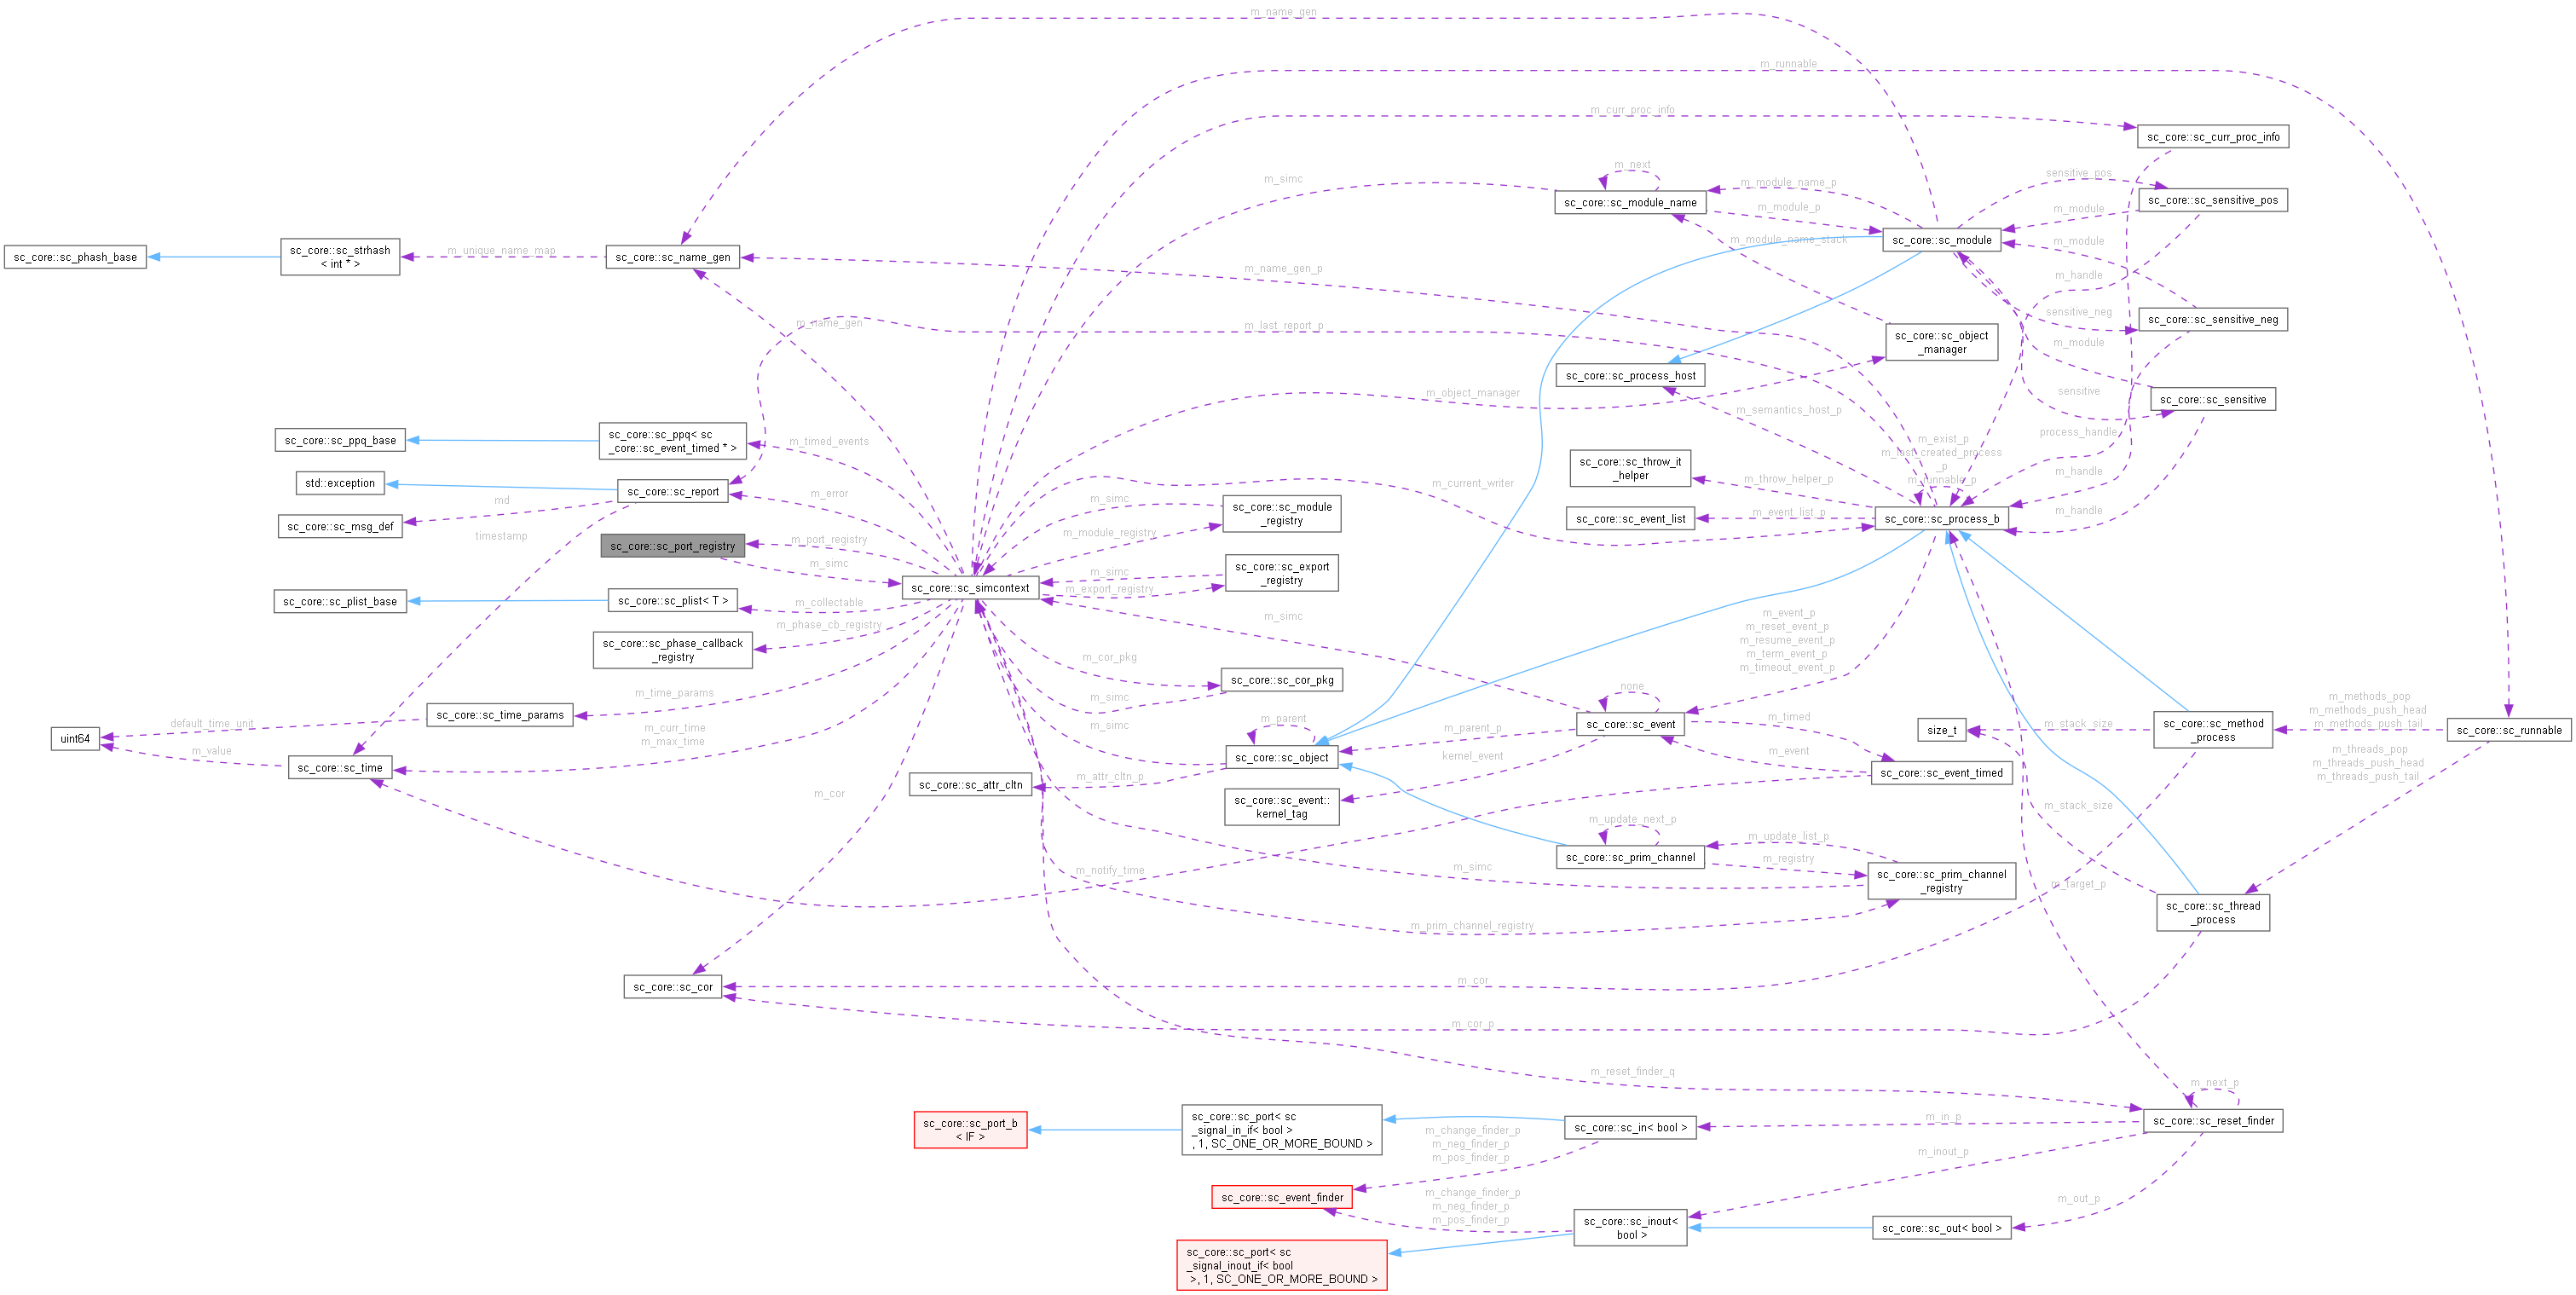 m_name_gen
m_runnable
m_curr_proc_info
sc_core::sc_curr_proc_info
m_next
m_simc
m_module_name_p
sensitive_pos
sc_core::sc_module_name
m_module_p
m_module
sc_core::sc_sensitive_pos
sc_core::sc_phash_base
sc_core::sc_strhash
< int * >
m_unique_name_map
sc_core::sc_name_gen
m_name_gen_p
m_module_name_stack
sc_core::sc_module
m_module
m_handle
m_name_gen
m_last_report_p
sensitive_neg
sc_core::sc_sensitive_neg
sc_core::sc_object
_manager
m_module
sc_core::sc_process_host
m_object_manager
sensitive
sc_core::sc_sensitive
m_semantics_host_p
process_handle
sc_core::sc_ppq_base
sc_core::sc_ppq< sc
_core::sc_event_timed * >
m_timed_events
m_exist_p
m_last_created_process
_p
m_runnable_p
sc_core::sc_throw_it
_helper
m_throw_helper_p
m_handle
std::exception
sc_core::sc_report
m_error
m_current_writer
md
sc_core::sc_msg_def
timestamp
m_simc
sc_core::sc_module
_registry
m_module_registry
sc_core::sc_event_list
m_event_list_p
sc_core::sc_process_b
m_handle
sc_core::sc_port_registry
m_port_registry
m_simc
sc_core::sc_simcontext
m_simc
m_export_registry
sc_core::sc_export
_registry
sc_core::sc_plist_base
sc_core::sc_plist< T >
m_collectable
m_phase_cb_registry
sc_core::sc_phase_callback
_registry
m_simc
m_event_p
m_reset_event_p
m_resume_event_p
m_term_event_p
m_timeout_event_p
m_cor_pkg
m_simc
sc_core::sc_cor_pkg
m_time_params
sc_core::sc_time_params
default_time_unit
uint64
m_value
sc_core::sc_time
m_curr_time
m_max_time
m_simc
m_parent
sc_core::sc_object
m_parent_p
none
sc_core::sc_event
m_timed
m_event
sc_core::sc_event_timed
kernel_event
size_t
m_stack_size
sc_core::sc_method
_process
m_methods_pop
m_methods_push_head
m_methods_push_tail
sc_core::sc_runnable
m_threads_pop
m_threads_push_head
m_threads_push_tail
sc_core::sc_attr_cltn
m_attr_cltn_p
m_cor
sc_core::sc_event::
kernel_tag
m_stack_size
m_update_next_p
sc_core::sc_prim_channel
m_update_list_p
m_registry
sc_core::sc_prim_channel
_registry
m_notify_time
m_simc
m_target_p
sc_core::sc_thread
_process
m_prim_channel_registry
sc_core::sc_cor
m_cor
m_cor_p
m_reset_finder_q
m_next_p
sc_core::sc_reset_finder
sc_core::sc_port_b
< IF >
sc_core::sc_port< sc
_signal_in_if< bool >
, 1, SC_ONE_OR_MORE_BOUND >
sc_core::sc_in< bool >
m_in_p
m_change_finder_p
m_neg_finder_p
m_pos_finder_p
m_inout_p
sc_core::sc_event_finder
m_change_finder_p
m_neg_finder_p
m_pos_finder_p
m_out_p
sc_core::sc_inout<
bool >
sc_core::sc_out< bool >
sc_core::sc_port< sc
_signal_inout_if< bool
>, 1, SC_ONE_OR_MORE_BOUND >